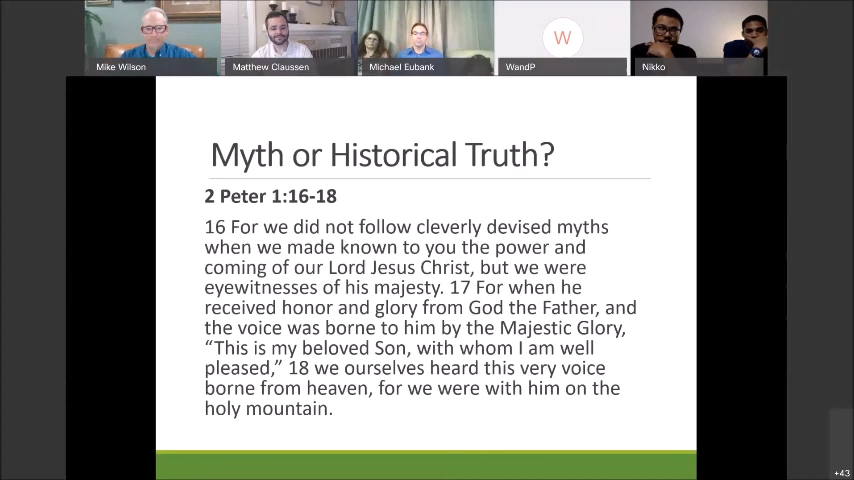 Mike Wilson
Matthew Claussen
Michael Eubank
W
WandP
Nikko
Myth or Historical Truth?
2 Peter 1:16-18
16 For we did not follow cleverly devised myths
when we made known to you the power and
coming of our Lord Jesus Christ, but we were
eyewitnesses of his majesty. 17 For when he
received honor and glory from God the Father, and
the voice was borne to him by the Majestic Glory,
“This is my beloved Son, with whom I am well
pleased,” 18 we ourselves heard this very voice
borne from heaven, for we were with him on the
holy mountain.
+43